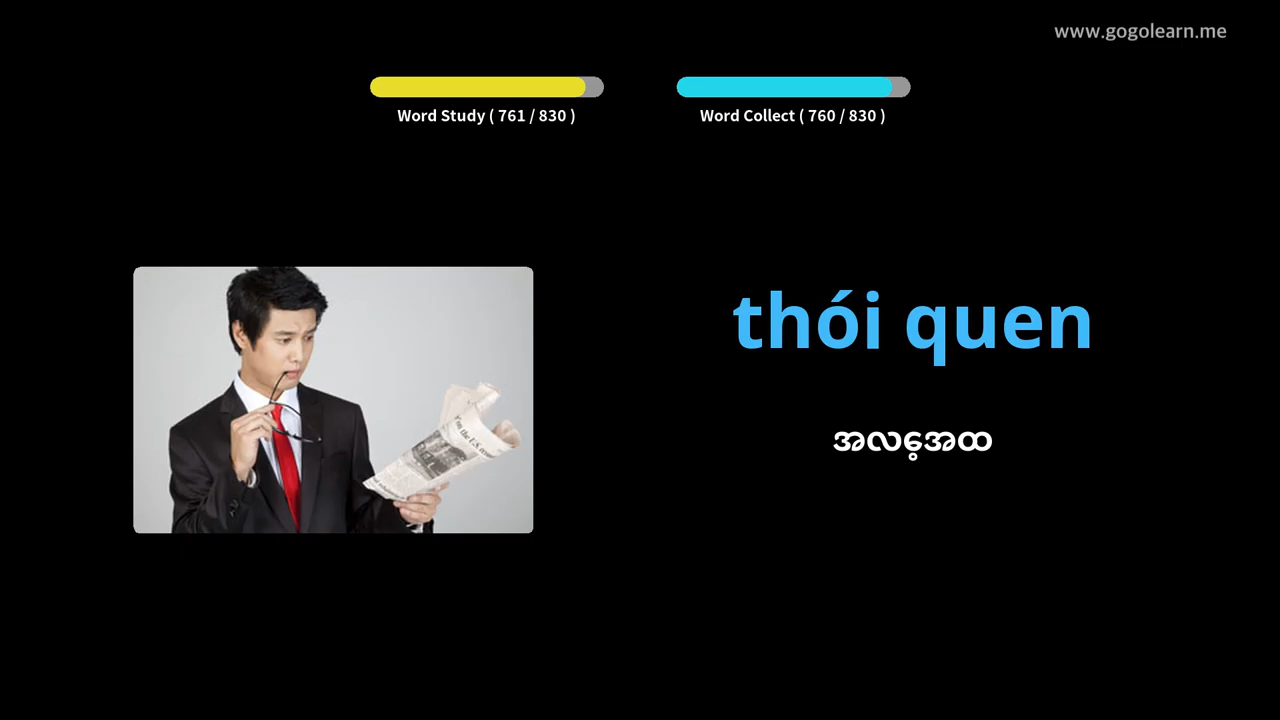 www.gogolearn.me
Word Study ( 761 / 830 )
Word Collect ( 760 / 830 )
thói quen
အလေ့အထ